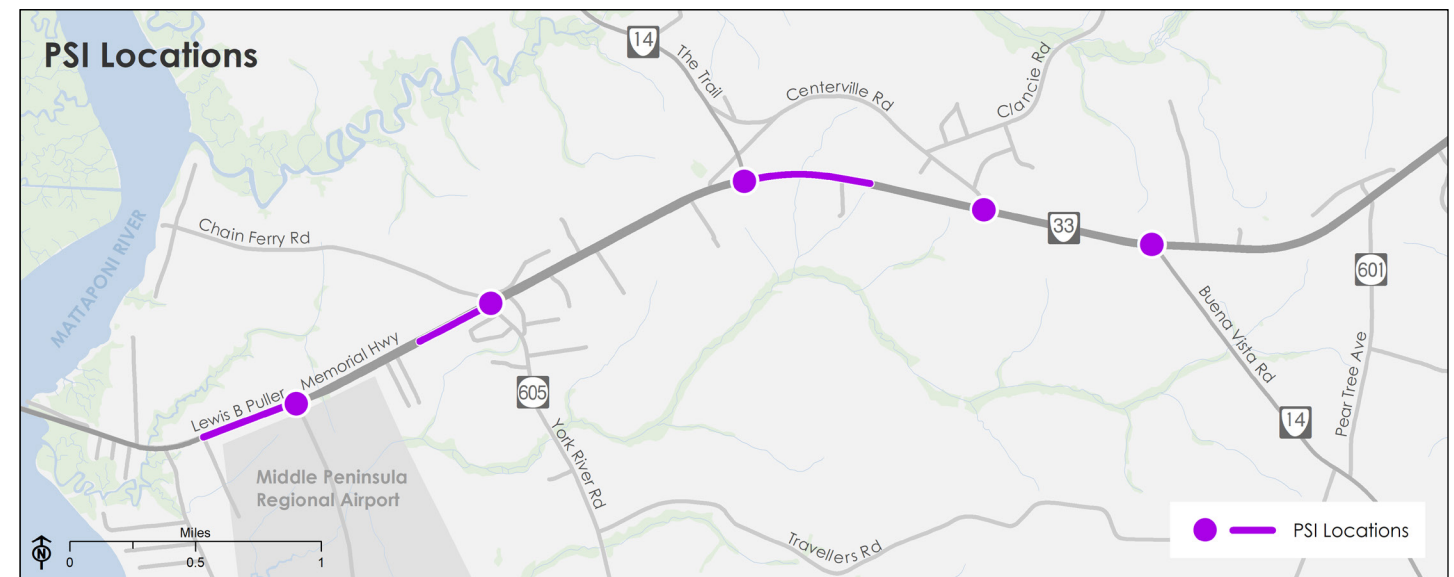 PSI Locations
14
The Trail
Centerville Rd
Clancie Rd
MATTAPONI RIVER
Chain Ferry Rd
33
601
Buena Vista Rd
Pear Tree Ave
Lewis B Puller Memorial Hwy
605
14
York River Rd
Middle Peninsula
Regional Airport
Travellers Rd
Miles
0 0.5 1
N
PSI Locations